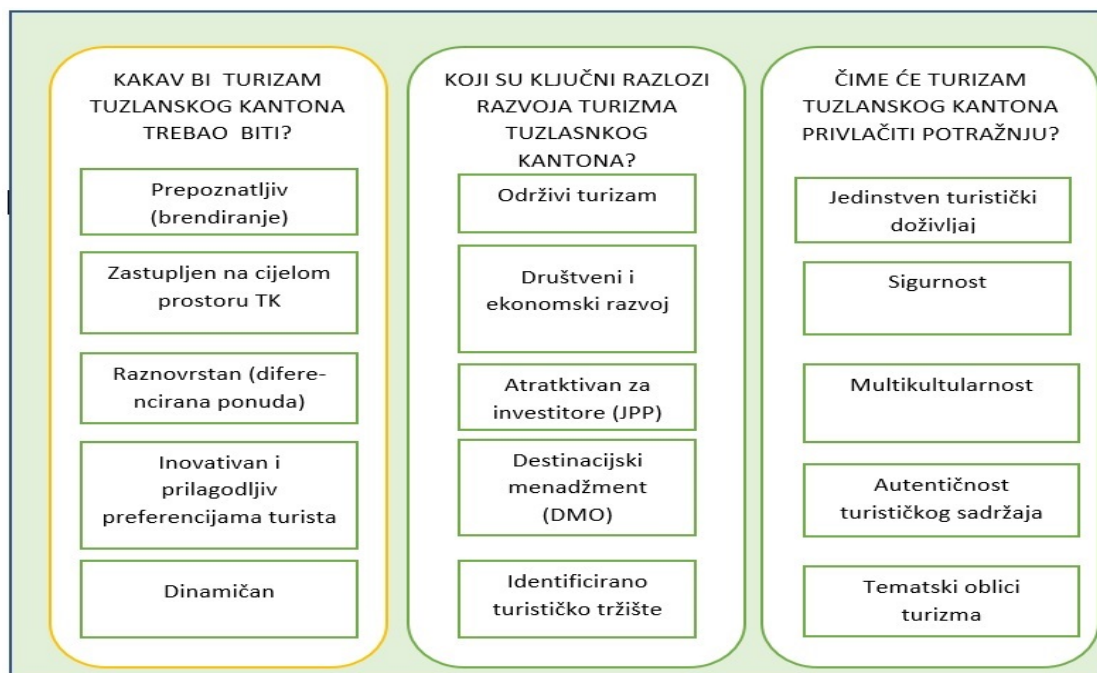 KAKAV BI TURIZAM
TUZLANSKOG KANTONA
TREBAO BITI?
Prepoznatljiv
(brendiranje)
Zastupljen na cijelom
prostoru TK
Raznovrstan (difere-
ncirana ponuda)
Inovativan i
prilagodljiv
preferencijama turista
Dinamičan
KOJI SU KLJUČNI RAZLOZI
RAZVOJA TURIZMA
TUZLASNKOG
KANTONA?
Održivi turizam
Društveni i
ekonomski razvoj
Atratktivan za
investitore (JPP)
Destinacijski
menadžment
(DMO)
Identificirano
turističko tržište
ČIME ĆE TURIZAM
TUZLANSKOG KANTONA
PRIVLAČITI POTRAŽNJU?
Jedinstven turistički
doživljaj
Sigurnost
Multikultularnost
Autentičnost
turističkog sadržaja
Tematski oblici
turizma